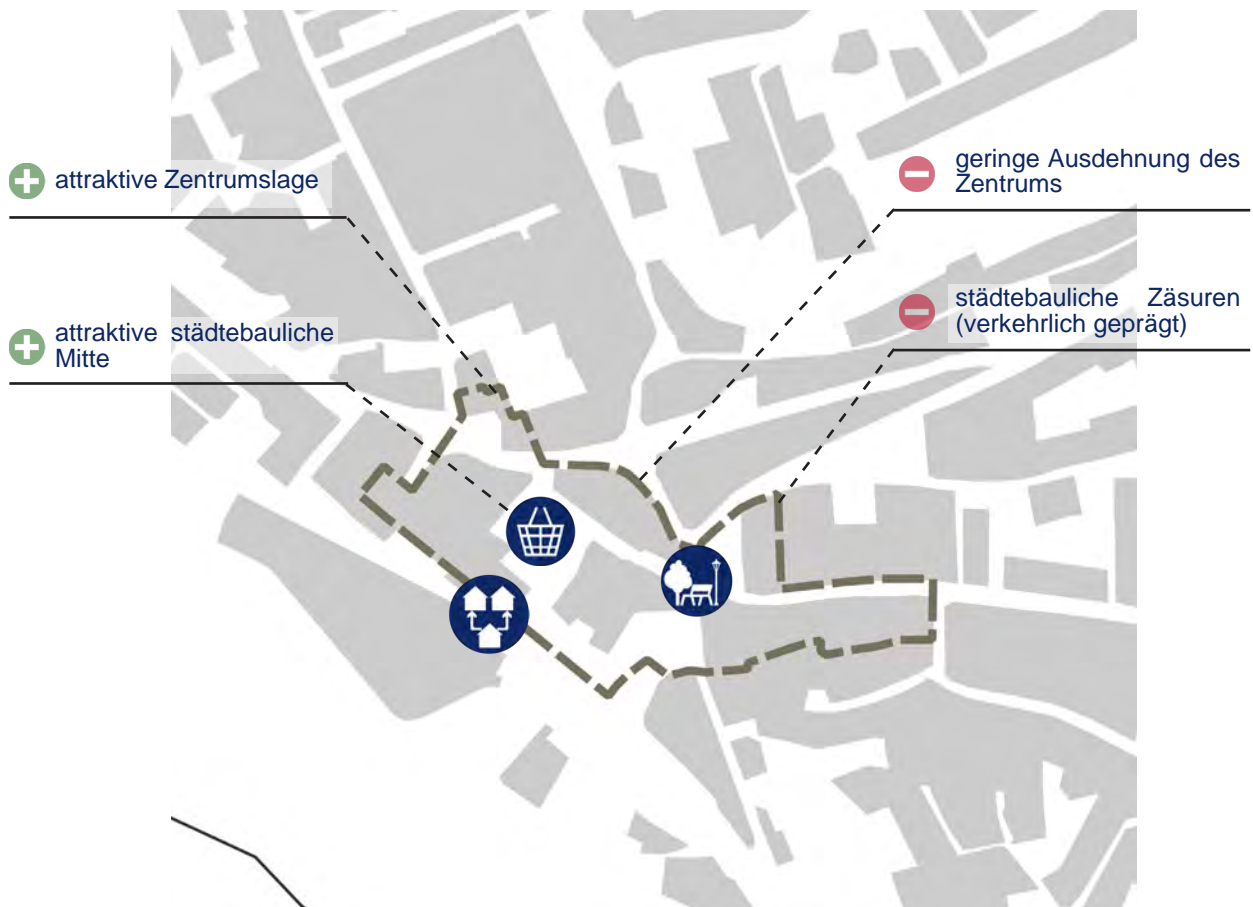 attraktive Zentrumslage
attraktive städtebauliche
Mitte
geringe Ausdehnung des
Zentrums
städtebauliche Zäsuren
(verkehrlich geprägt)